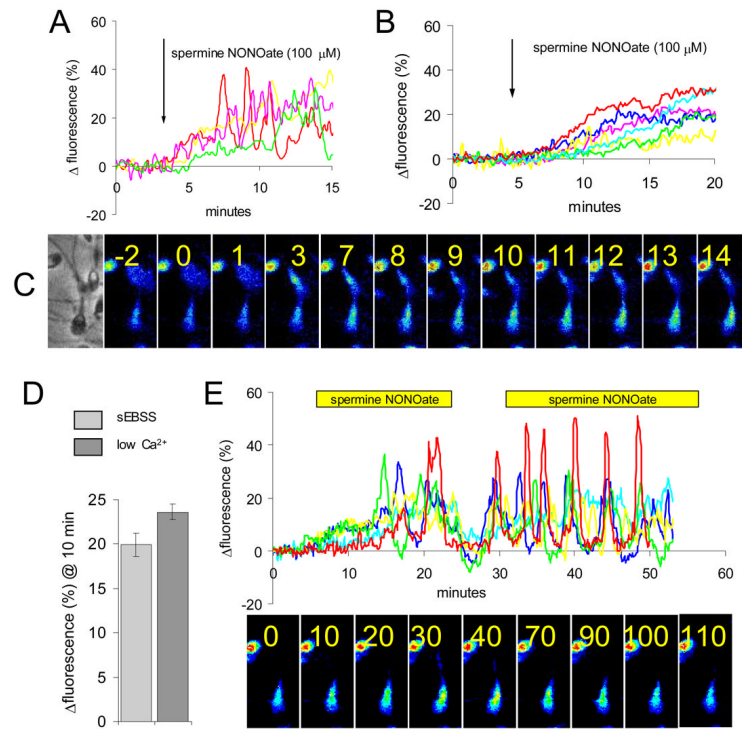 A
spermine NONOate (100 μM)
Δ fluorescence (%)
60
40
20
0
-20
0
5
10
15
minutes
B
spermine NONOate (100 μM)
Δfluorescence (%)
60
40
20
0
-20
0
5
10
15
20
minutes
C
-2 0 1 3 7 8 9 10 11 12 13 14
D
sEBSS
low Ca²⁺
Δfluorescence (%) @ 10 min
25
23
20
15
10
5
0
E
spermine NONOate spermine NONOate
Δfluorescence (%)
60
40
20
0
-20
0 10 20 30 40 50 60
minutes
0 10 20 30 40 70 90 100 110